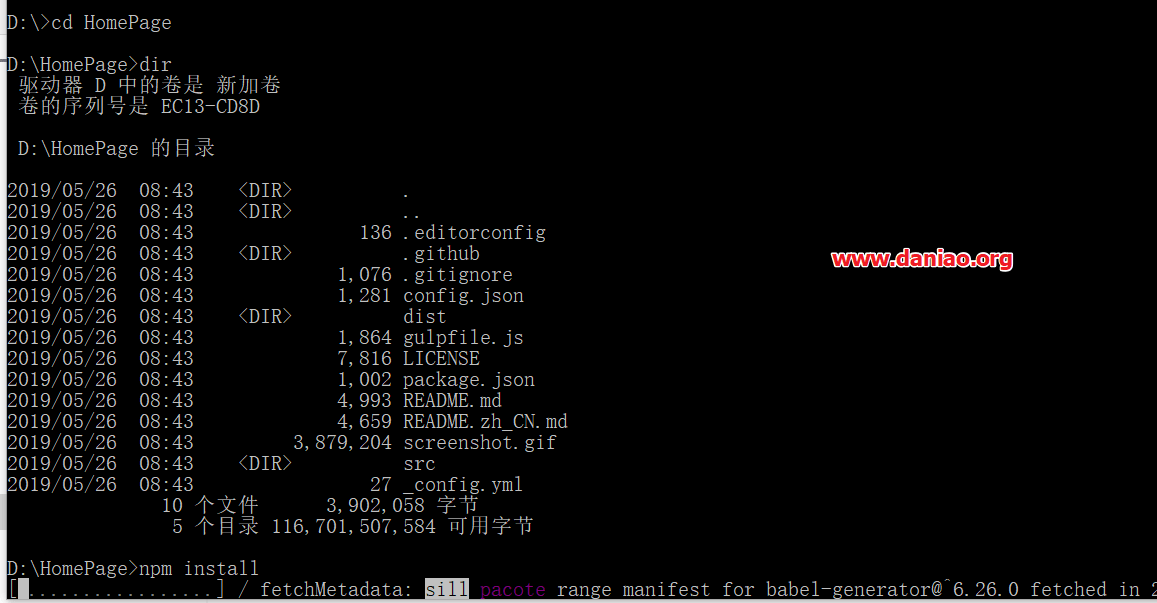 D:\>cd HomePage
D:\HomePage>dir
驱动器 D 中的卷是 新加卷
卷的序列号是 EC13-CD8D
D:\HomePage 的目录
2019/05/26  08:43    <DIR>          .
2019/05/26  08:43    <DIR>          ..
2019/05/26  08:43               136 .editorconfig
2019/05/26  08:43    <DIR>          .github
2019/05/26  08:43             1,076 .gitignore
2019/05/26  08:43             1,281 config.json
2019/05/26  08:43    <DIR>          dist
2019/05/26  08:43             1,864 gulpfile.js
2019/05/26  08:43             7,816 LICENSE
2019/05/26  08:43             1,002 package.json
2019/05/26  08:43             4,993 README.md
2019/05/26  08:43             4,659 README.zh_CN.md
2019/05/26  08:43         3,879,204 screenshot.gif
2019/05/26  08:43    <DIR>          src
2019/05/26  08:43                27 _config.yml
10 个文件      3,902,058 字节
5 个目录 116,701,507,584 可用字节
D:\HomePage>npm install
[ .................] / fetchMetadata: sill pacote range manifest for babel-generator@^6.26.0 fetched in 2
www.daniao.org